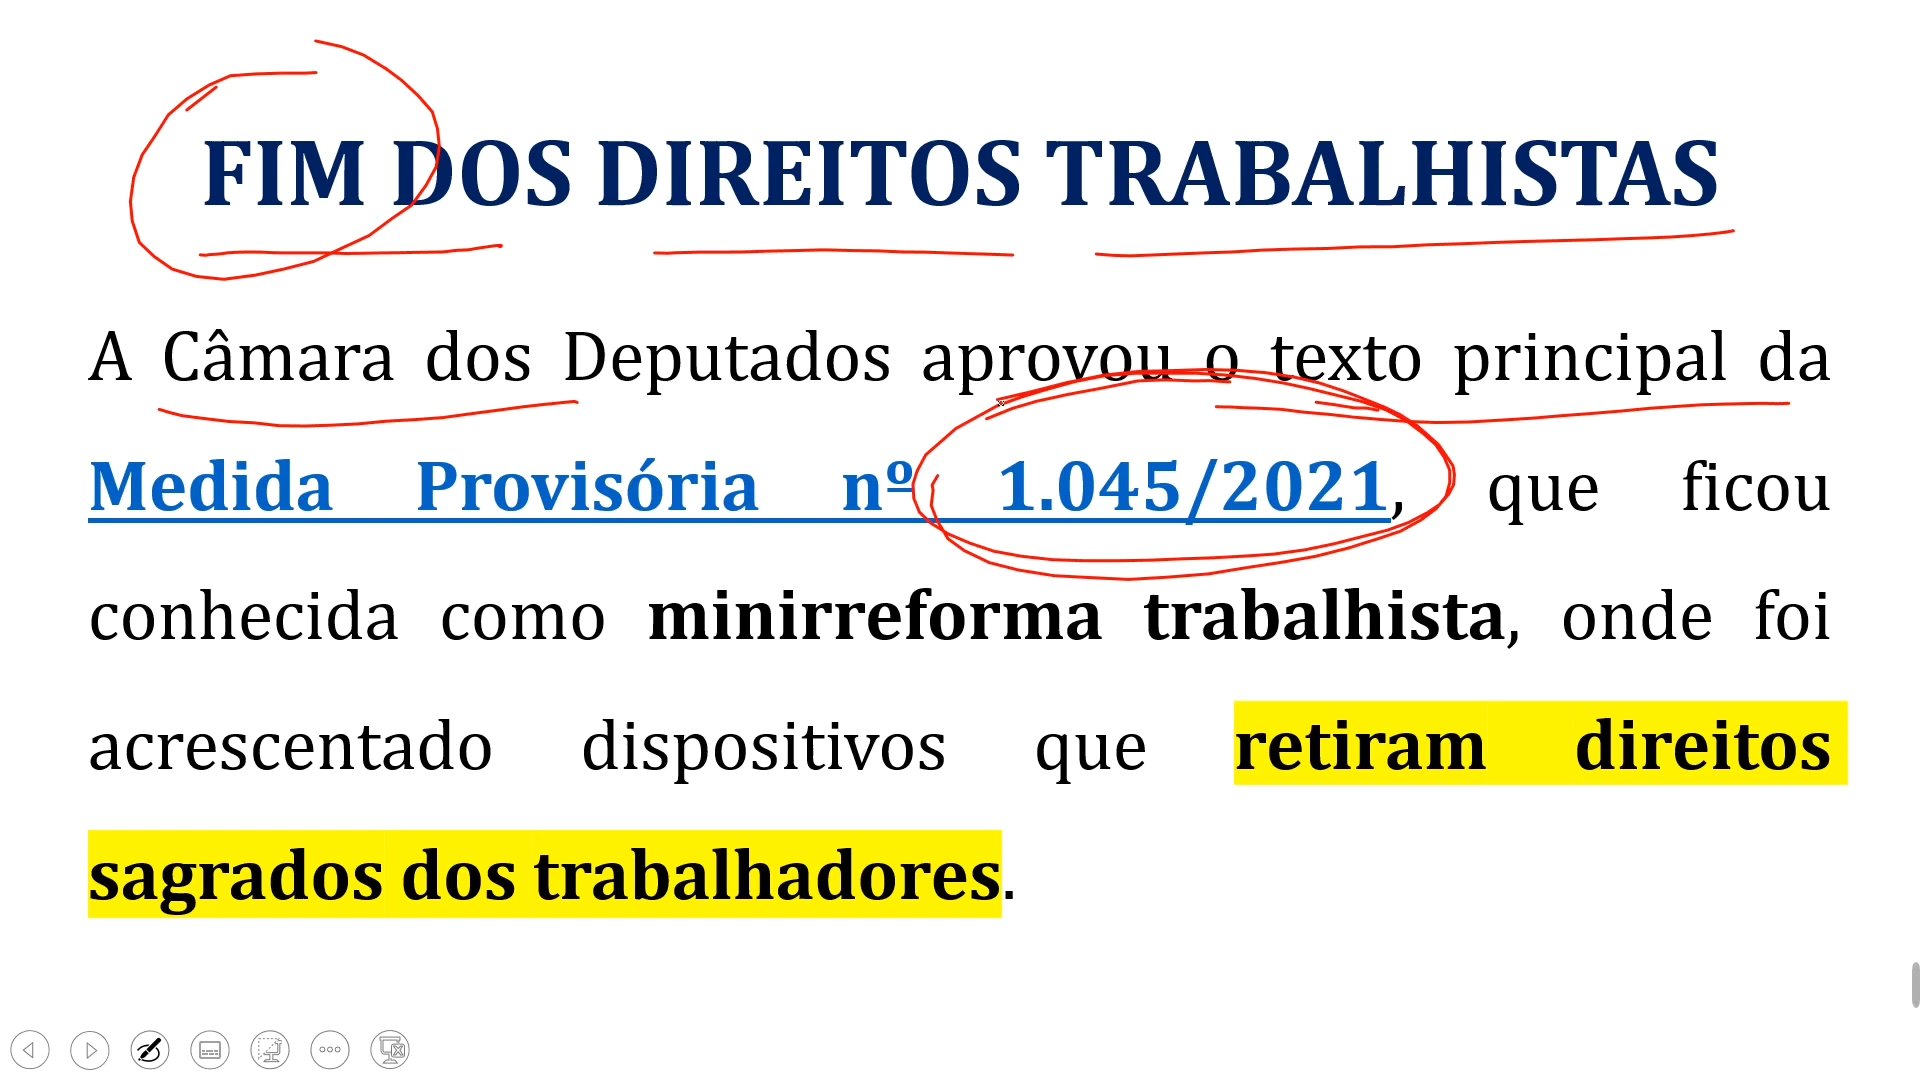 FIM DOS DIREITOS TRABALHISTAS
A Câmara dos Deputados aprovou o texto principal da
Medida Provisória nº 1.045/2021, que ficou
conhecida como minirreforma trabalhista, onde foi
acrescentado dispositivos que retiram direitos
sagrados dos trabalhadores.